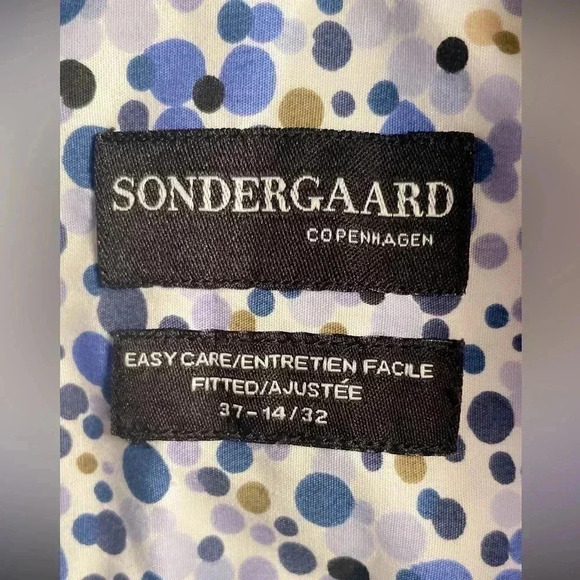 SONDERGAARD
COPENHAGEN
EASY CARE/ENTRETIEN FACILE
FITTED/AJUSTÉE
37-14/32